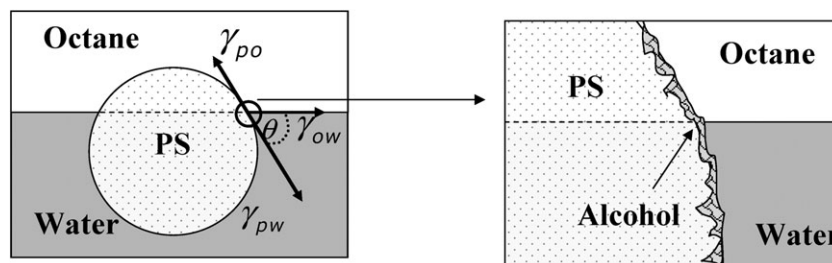 Octane
γpo
θ
γow
PS
Water
γpw
Octane
PS
Alcohol
Water